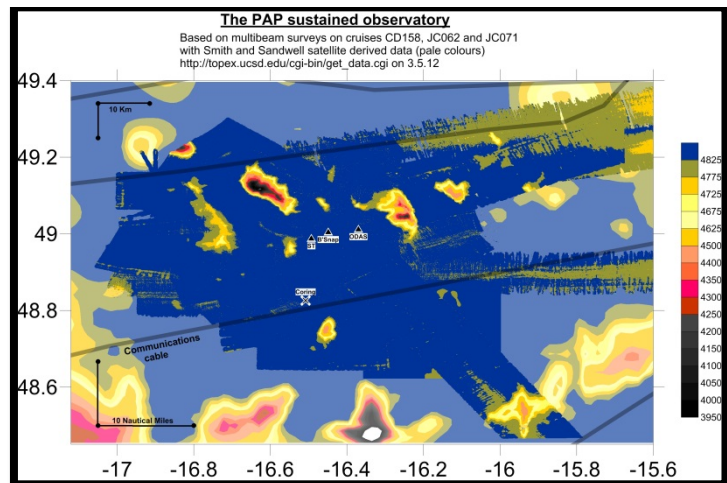 The PAP sustained observatory
Based on multibeam surveys on cruises CD158, JC062 and JC071
with Smith and Sandwell satellite derived data (pale colours)
http://topex.ucsd.edu/cgi-bin/get_data.cgi on 3.5.12
49.4
10 Km
49.2
49
ST
B'Snap
ODAS
Coring
48.8
Communications
cable
48.6
10 Nautical Miles
-17
-16.8
-16.6
-16.4
-16.2
-16
-15.8
-15.6
4825
4775
4725
4675
4625
4550
4500
4400
4350
4300
4250
4200
4150
4100
4050
4000
3950